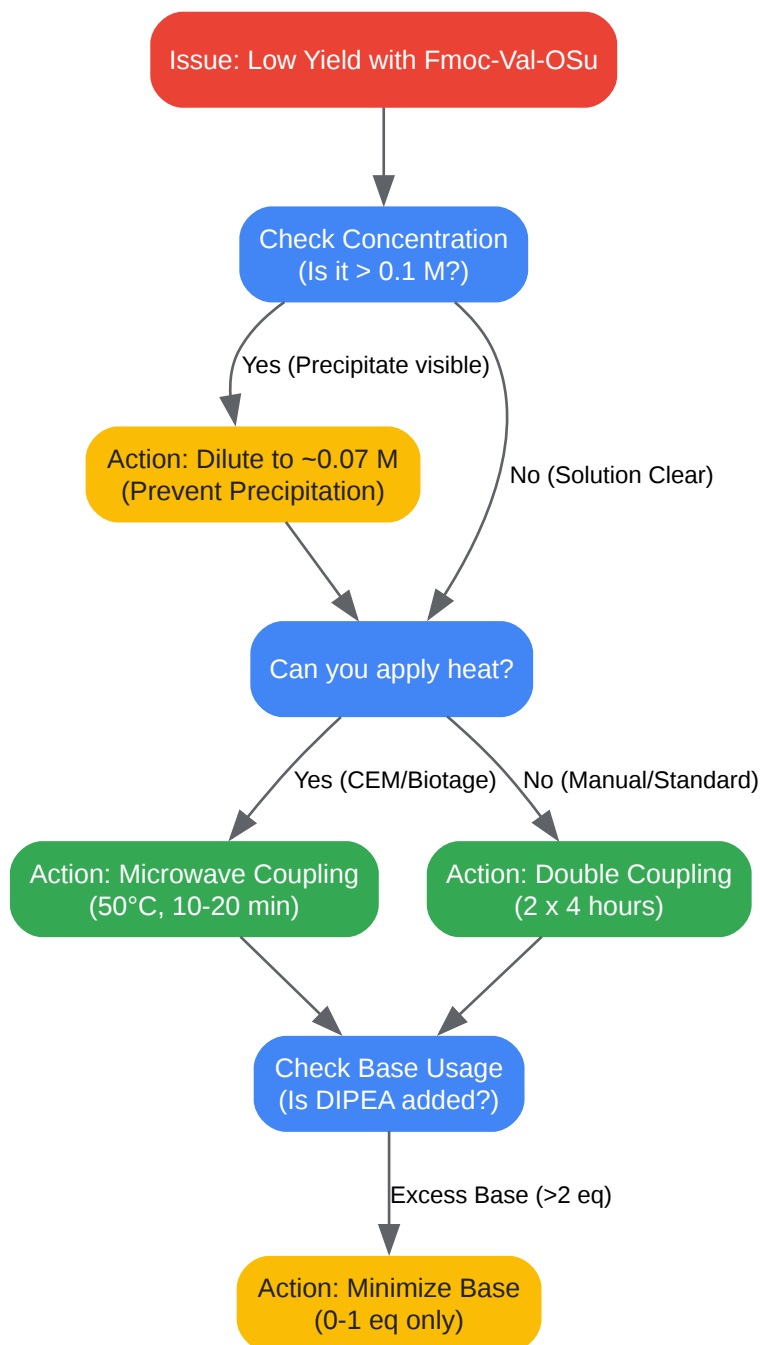 Issue: Low Yield with Fmoc-Val-OSu
Check Concentration
(Is it > 0.1 M?)
Yes (Precipitate visible)
Action: Dilute to ~0.07 M
(Prevent Precipitation)
No (Solution Clear)
Can you apply heat?
Yes (CEM/Biotage)
No (Manual/Standard)
Action: Microwave Coupling
(50°C, 10-20 min)
Action: Double Coupling
(2 x 4 hours)
Check Base Usage
(Is DIPEA added?)
Excess Base (>2 eq)
Action: Minimize Base
(0-1 eq only)